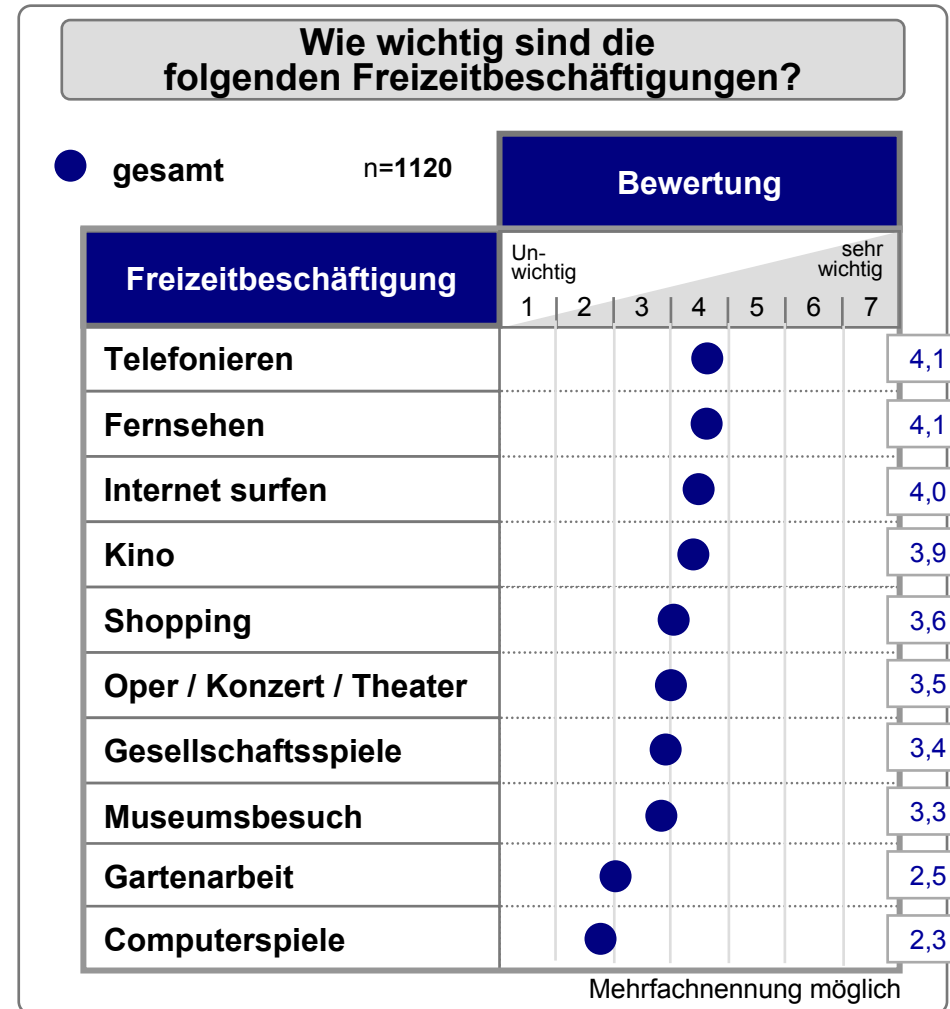 Wie wichtig sind die
folgenden Freizeitbeschäftigungen?
gesamt n=1120
Bewertung
Freizeitbeschäftigung
Un-
wichtig
sehr
wichtig
1 | 2 | 3 | 4 | 5 | 6 | 7
Telefonieren 4,1
Fernsehen 4,1
Internet surfen 4,0
Kino 3,9
Shopping 3,6
Oper / Konzert / Theater 3,5
Gesellschaftsspiele 3,4
Museumsbesuch 3,3
Gartenarbeit 2,5
Computerspiele 2,3
Mehrfachnennung möglich